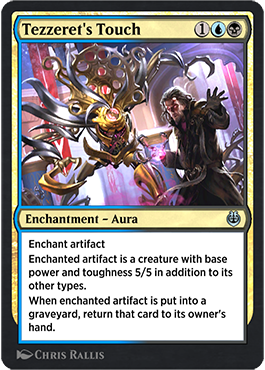 Tezzeret's Touch 1
Enchantment – Aura
Enchant artifact
Enchanted artifact is a creature with base
power and toughness 5/5 in addition to its
other types.
When enchanted artifact is put into a
graveyard, return that card to its owner's
hand.
Chris Rallis